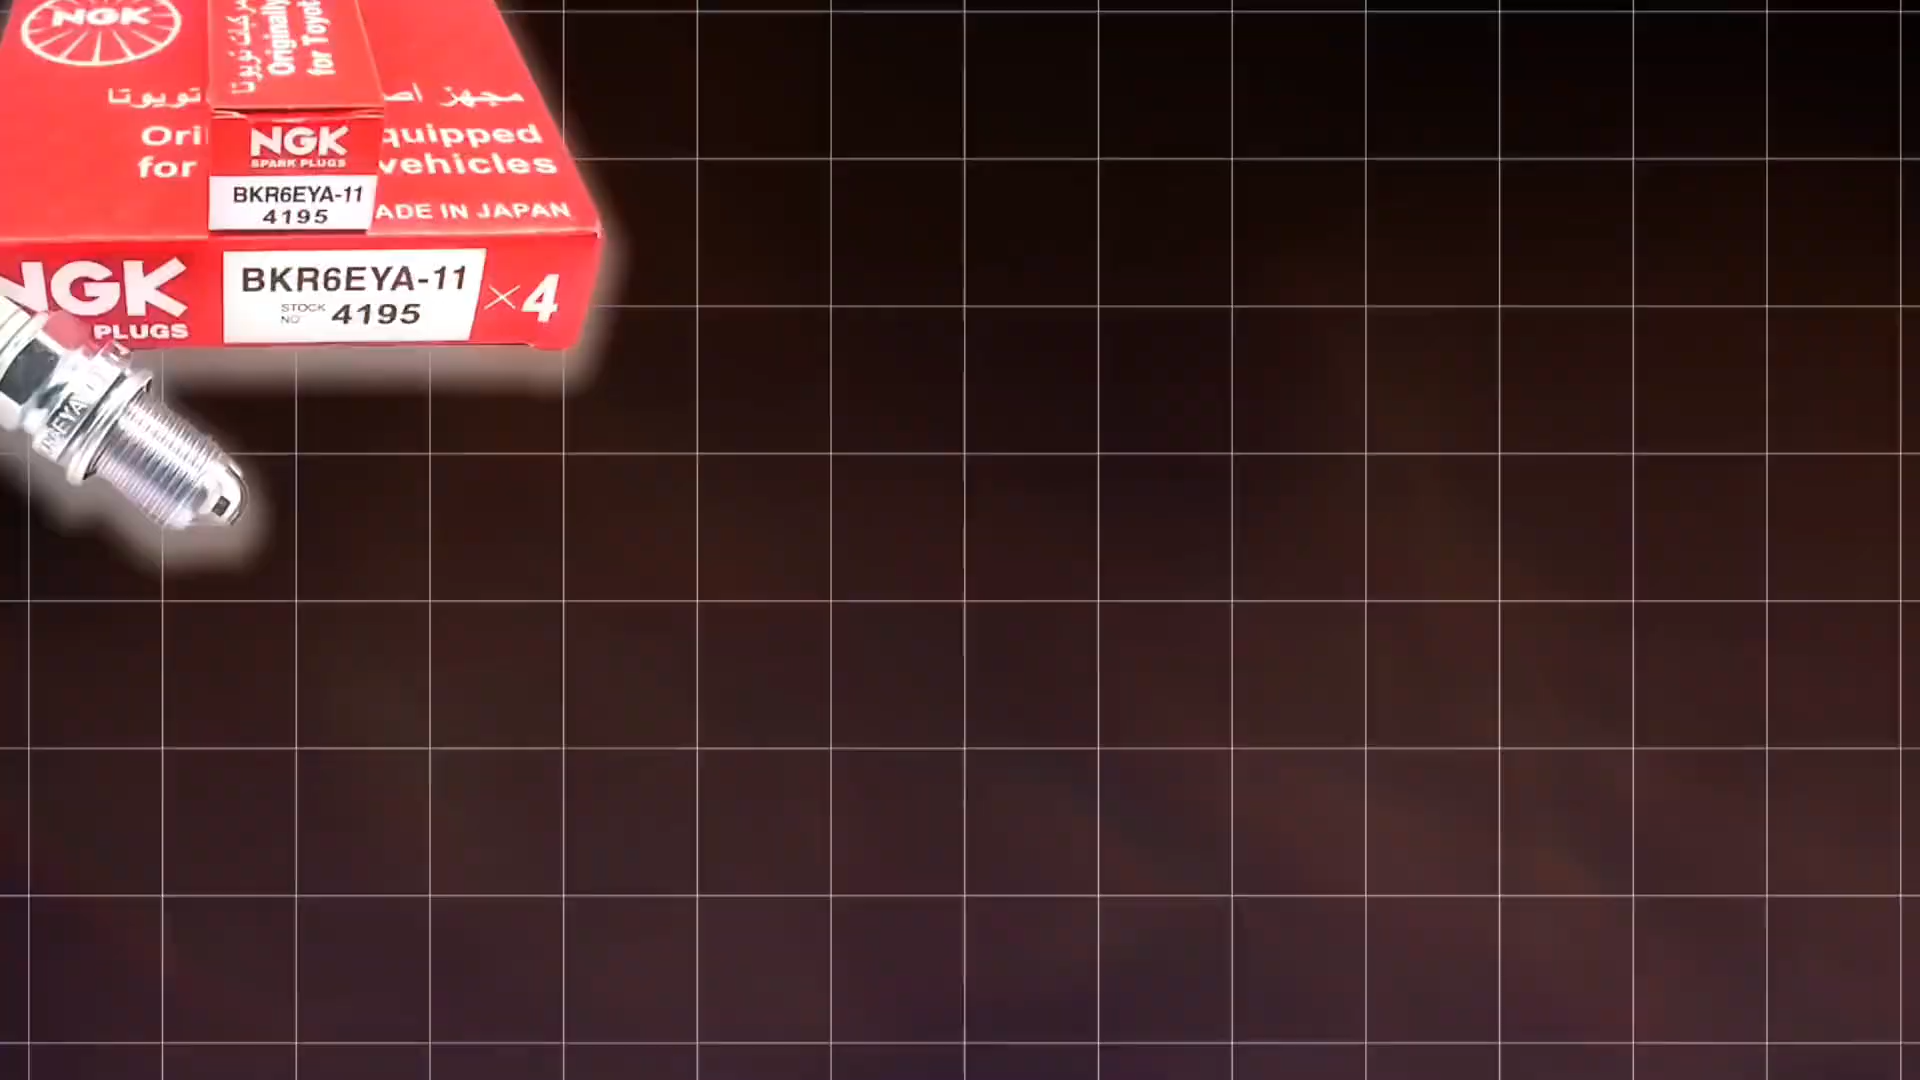 NGK
Originally
for Toyot
تويوتا
مجهز
Ori
quipped
for
vehicles
ADE IN JAPAN
NGK
SPARK PLUGS
BKR6EYA-11
4195
NGK
PLUGS
BKR6EYA-11
STOCK
NO
4195
×4